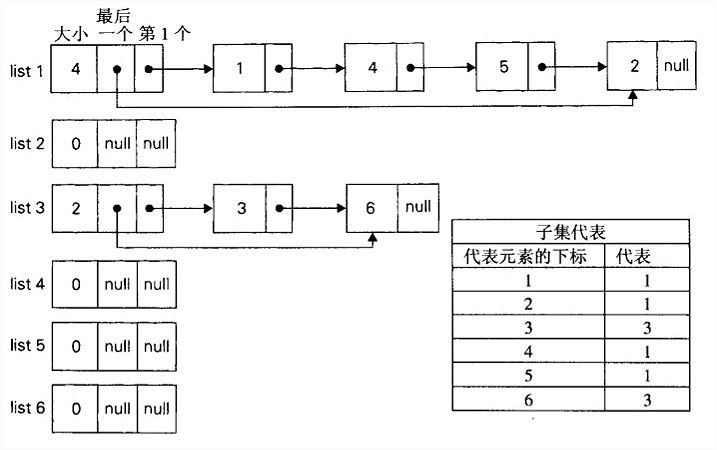 最后
大小 一个 第1个
list 1 4 1 4 5 2 null
list 2 0 null null
list 3 2 3 6 null
子集代表
代表元素的下标 代表
1 1
2 1
3 3
4 1
5 1
6 3
list 4 0 null null
list 5 0 null null
list 6 0 null null